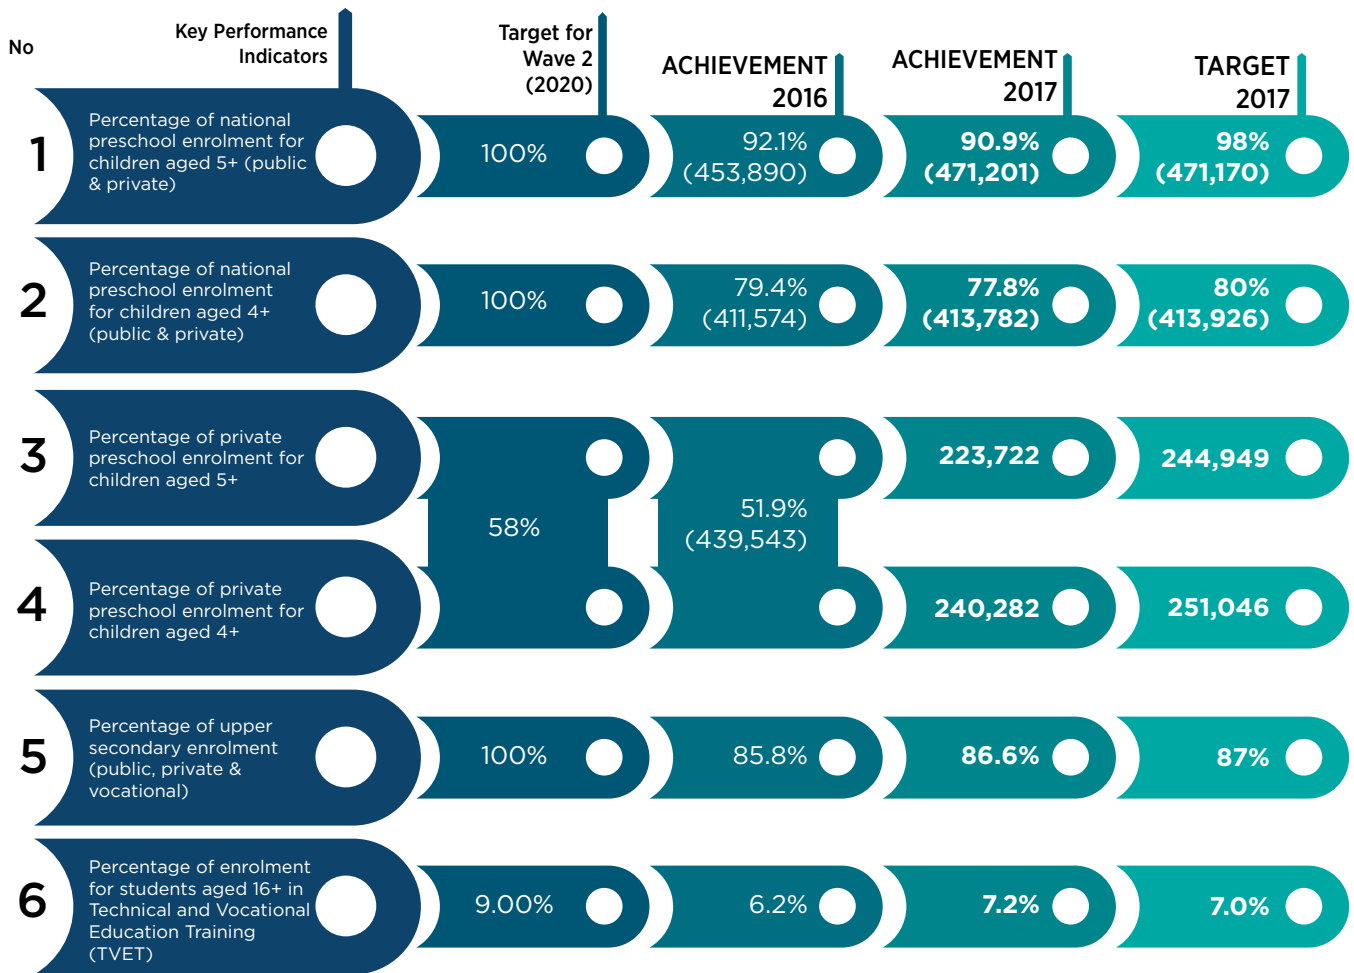 No
Key Performance
Indicators
Target for
Wave 2
(2020)
ACHIEVEMENT
2016
ACHIEVEMENT
2017
TARGET
2017
1
Percentage of national
preschool enrolment for
children aged 5+ (public
& private)
100%
92.1%
(453,890)
90.9%
(471,201)
98%
(471,170)
2
Percentage of national
preschool enrolment
for children aged 4+
(public & private)
100%
79.4%
(411,574)
77.8%
(413,782)
80%
(413,926)
3
Percentage of private
preschool enrolment for
children aged 5+
223,722
244,949
58%
51.9%
(439,543)
4
Percentage of private
preschool enrolment for
children aged 4+
240,282
251,046
5
Percentage of upper
secondary enrolment
(public, private &
vocational)
100%
85.8%
86.6%
87%
6
Percentage of enrolment
for students aged 16+ in
Technical and Vocational
Education Training
(TVET)
9.00%
6.2%
7.2%
7.0%